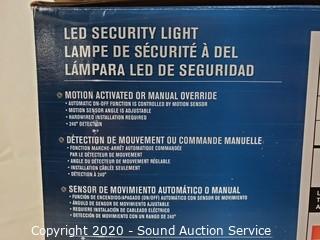 LED SECURITY LIGHT
LAMPE DE SÉCURITÉ À DEL
LÁMPARA LED DE SEGURIDAD
MOTION ACTIVATED OR MANUAL OVERRIDE
• AUTOMATIC ON-OFF FUNCTION IS CONTROLLED BY MOTION SENSOR
• MOTION SENSOR ANGLE IS ADJUSTABLE
• HARDWIRED INSTALLATION REQUIRED
• 240° DETECTION
DÉTECTION DE MOUVEMENT OU COMMANDE MANUELLE
• FONCTION MARCHE-ARRÊT AUTOMATIQUE COMMANDÉE
PAR LE DÉTECTEUR DE MOUVEMENT
• ANGLE DU DÉTECTEUR DE MOUVEMENT RÉGLABLE
• INSTALLATION CÂBLÉE SEULEMENT
• DÉTECTION À 240°
SENSOR DE MOVIMIENTO AUTOMÁTICO O MANUAL
• FUNCIÓN DE ENCENDIDO/APAGADO (ON/OFF) AUTOMÁTICO CON SENSOR DE MOVIMIENTO
• ÁNGULO DE SENSOR DE MOVIMIENTO AJUSTABLE
• REQUIERE INSTALACIÓN DE CABLEADO ELÉCTRICO
• DETECCIÓN DE MOVIMIENTO CON UN RANGO DE 240°
Copyright 2020 - Sound Auction Service